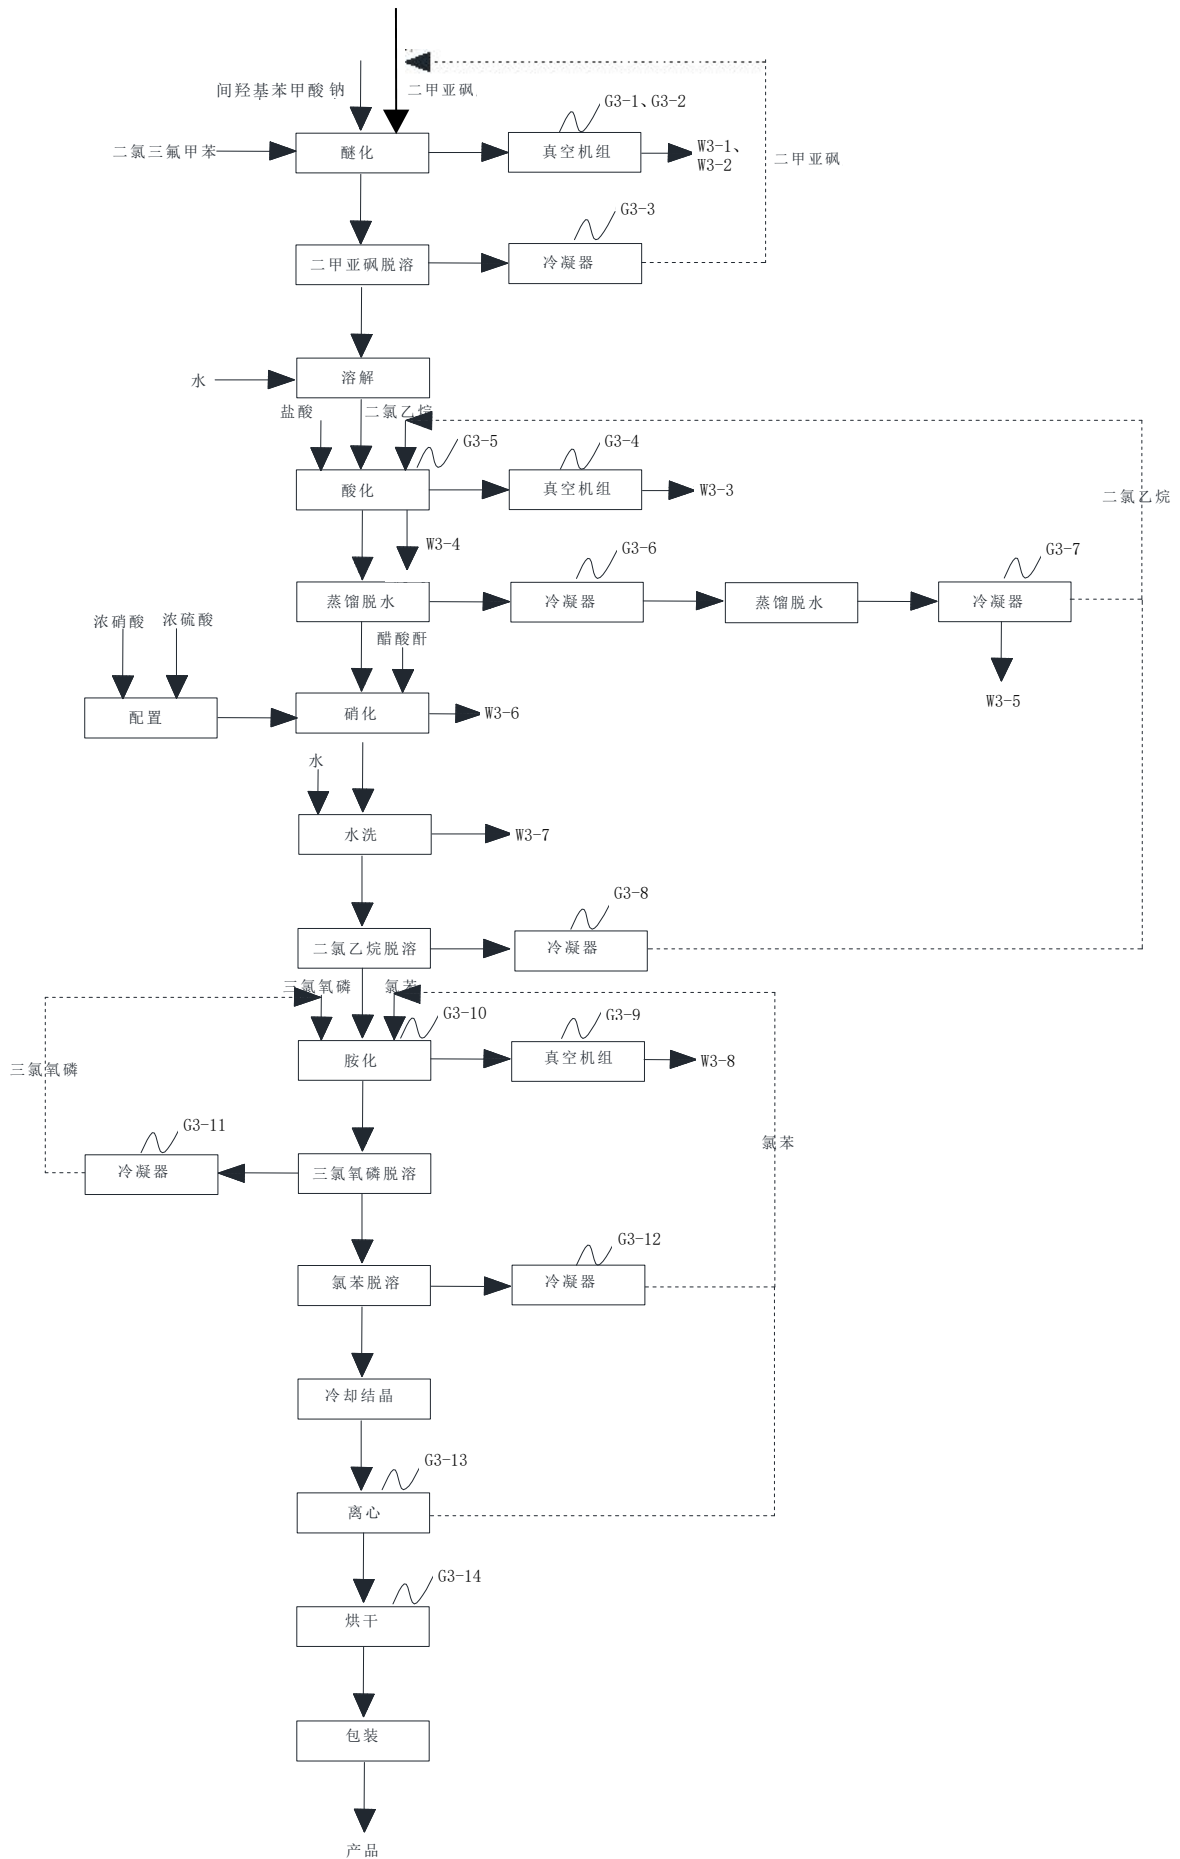 间羟基苯甲酸钠
二甲亚砜
G3-1、G3-2
二氯三氟甲苯
醚化
真空机组
W3-1、
W3-2
二甲亚砜
G3-3
二甲亚砜脱溶
冷凝器
水
溶解
盐酸
二氯乙烷
G3-5
G3-4
酸化
真空机组
W3-3
二氯乙烷
W3-4
G3-6
G3-7
蒸馏脱水
冷凝器
蒸馏脱水
冷凝器
浓硝酸
浓硫酸
醋酸酐
W3-5
配置
硝化
W3-6
水
水洗
W3-7
G3-8
二氯乙烷脱溶
冷凝器
三氯氧磷
氯苯
G3-10
G3-9
胺化
真空机组
W3-8
三氯氧磷
G3-11
氯苯
冷凝器
三氯氧磷脱溶
G3-12
氯苯脱溶
冷凝器
冷却结晶
G3-13
离心
G3-14
烘干
包装
产品